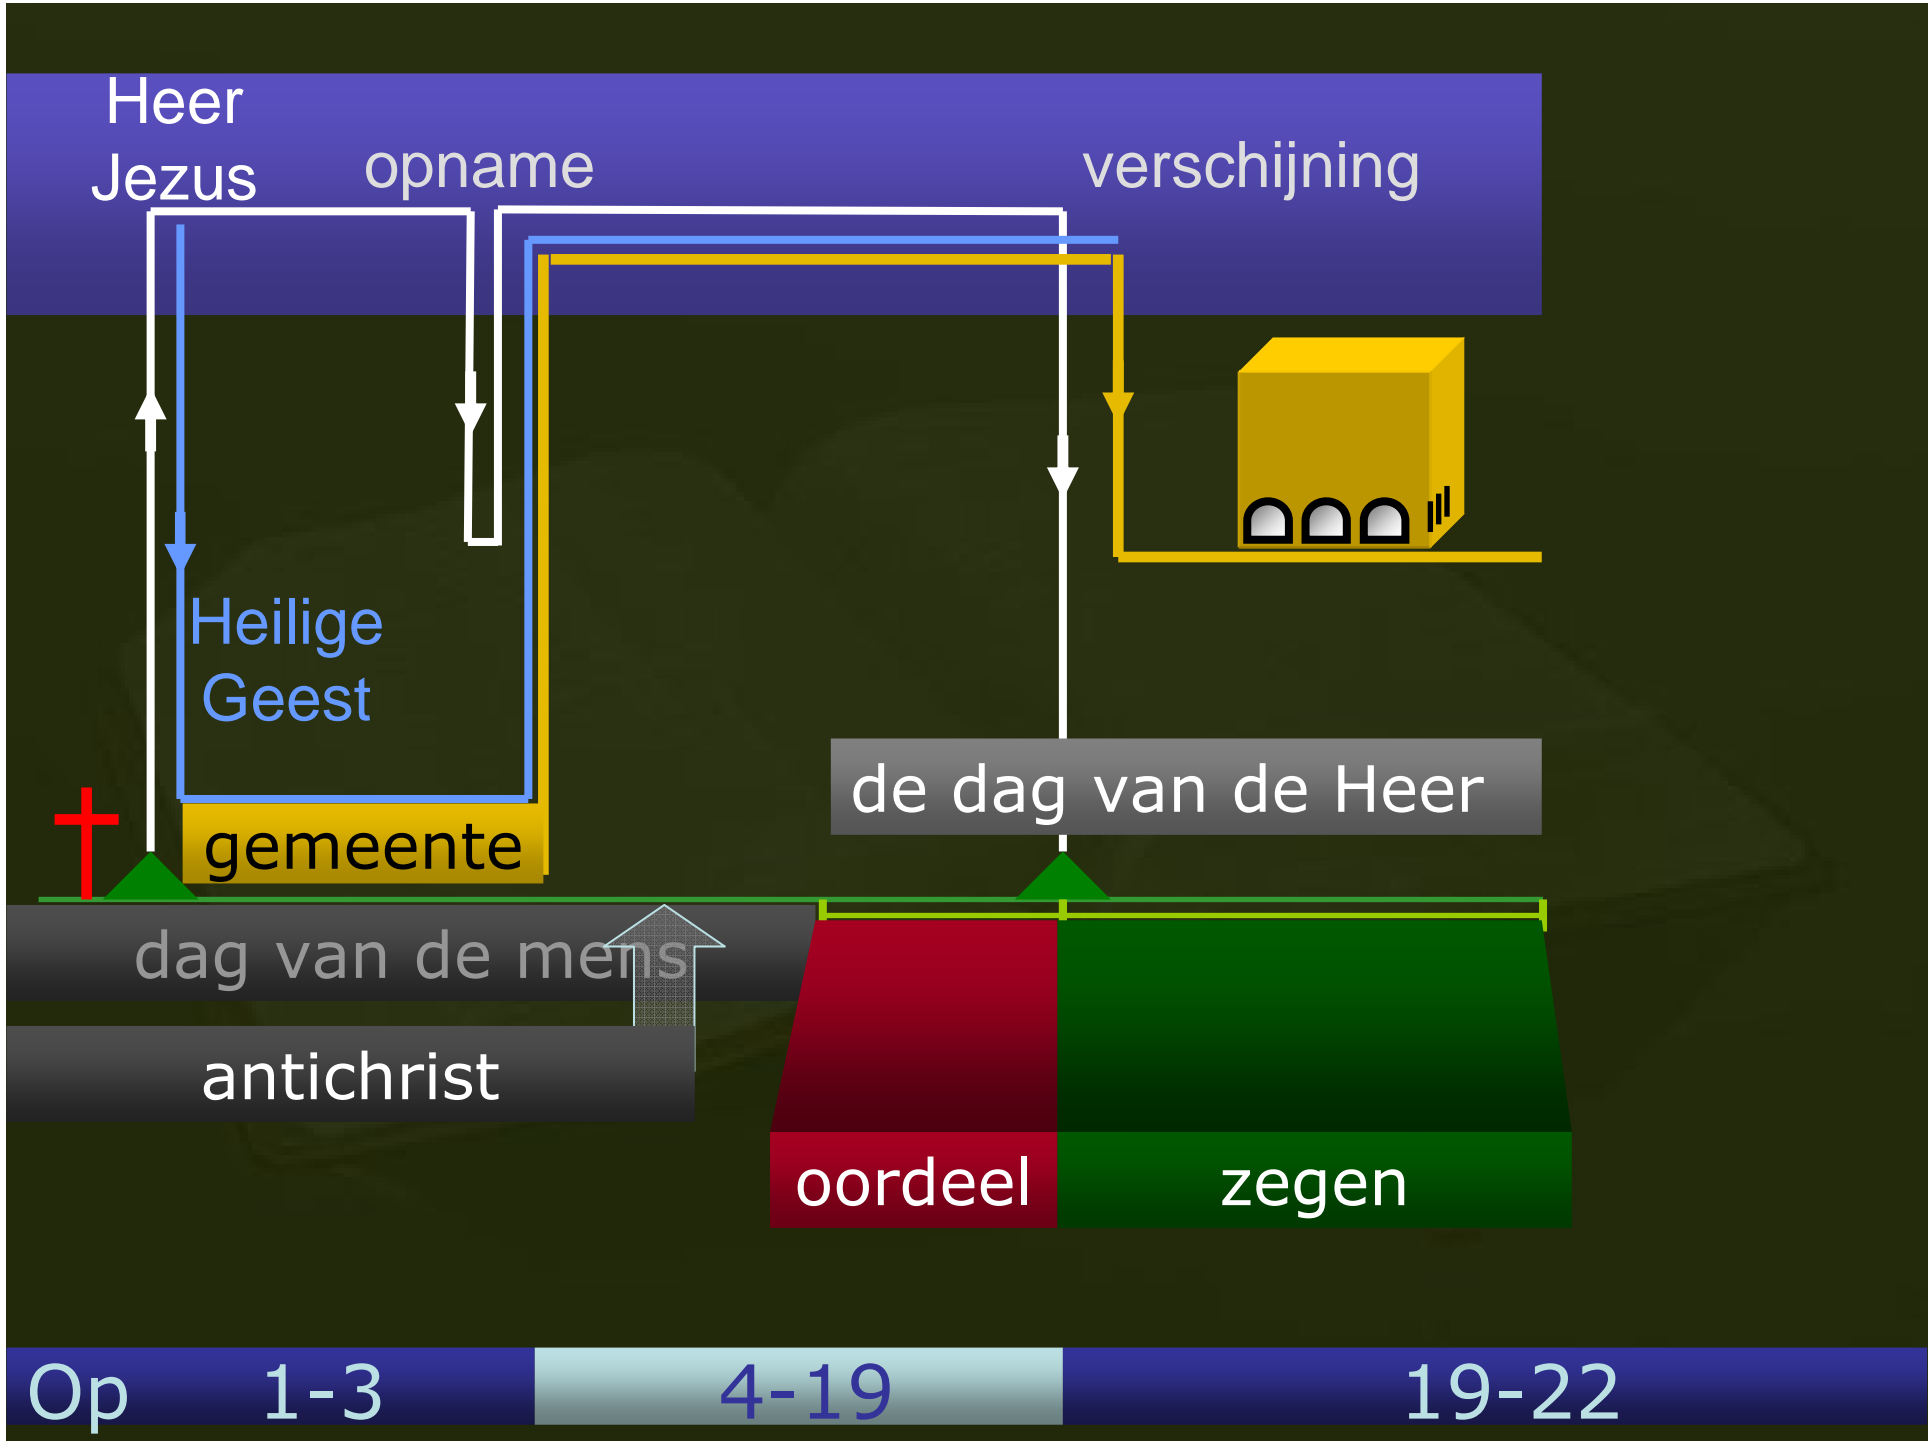 Heer
Jezus
opname
verschijning
Heilige
Geest
de dag van de Heer
gemeente
dag van de mens
antichrist
oordeel
zegen
Op 1-3 4-19 19-22